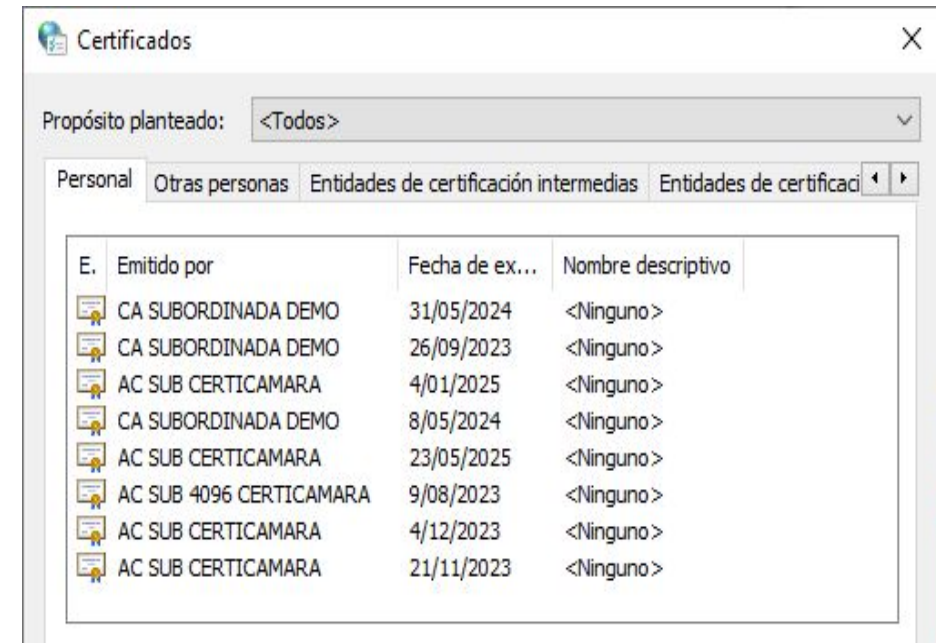 Certificados
Propósito planteado: <Todos>
Personal Otras personas Entidades de certificación intermedias Entidades de certificaci
E. Emitido por Fecha de ex... Nombre descriptivo
CA SUBORDINADA DEMO 31/05/2024 <Ninguno>
CA SUBORDINADA DEMO 26/09/2023 <Ninguno>
AC SUB CERTICAMARA 4/01/2025 <Ninguno>
CA SUBORDINADA DEMO 8/05/2024 <Ninguno>
AC SUB CERTICAMARA 23/05/2025 <Ninguno>
AC SUB 4096 CERTICAMARA 9/08/2023 <Ninguno>
AC SUB CERTICAMARA 4/12/2023 <Ninguno>
AC SUB CERTICAMARA 21/11/2023 <Ninguno>